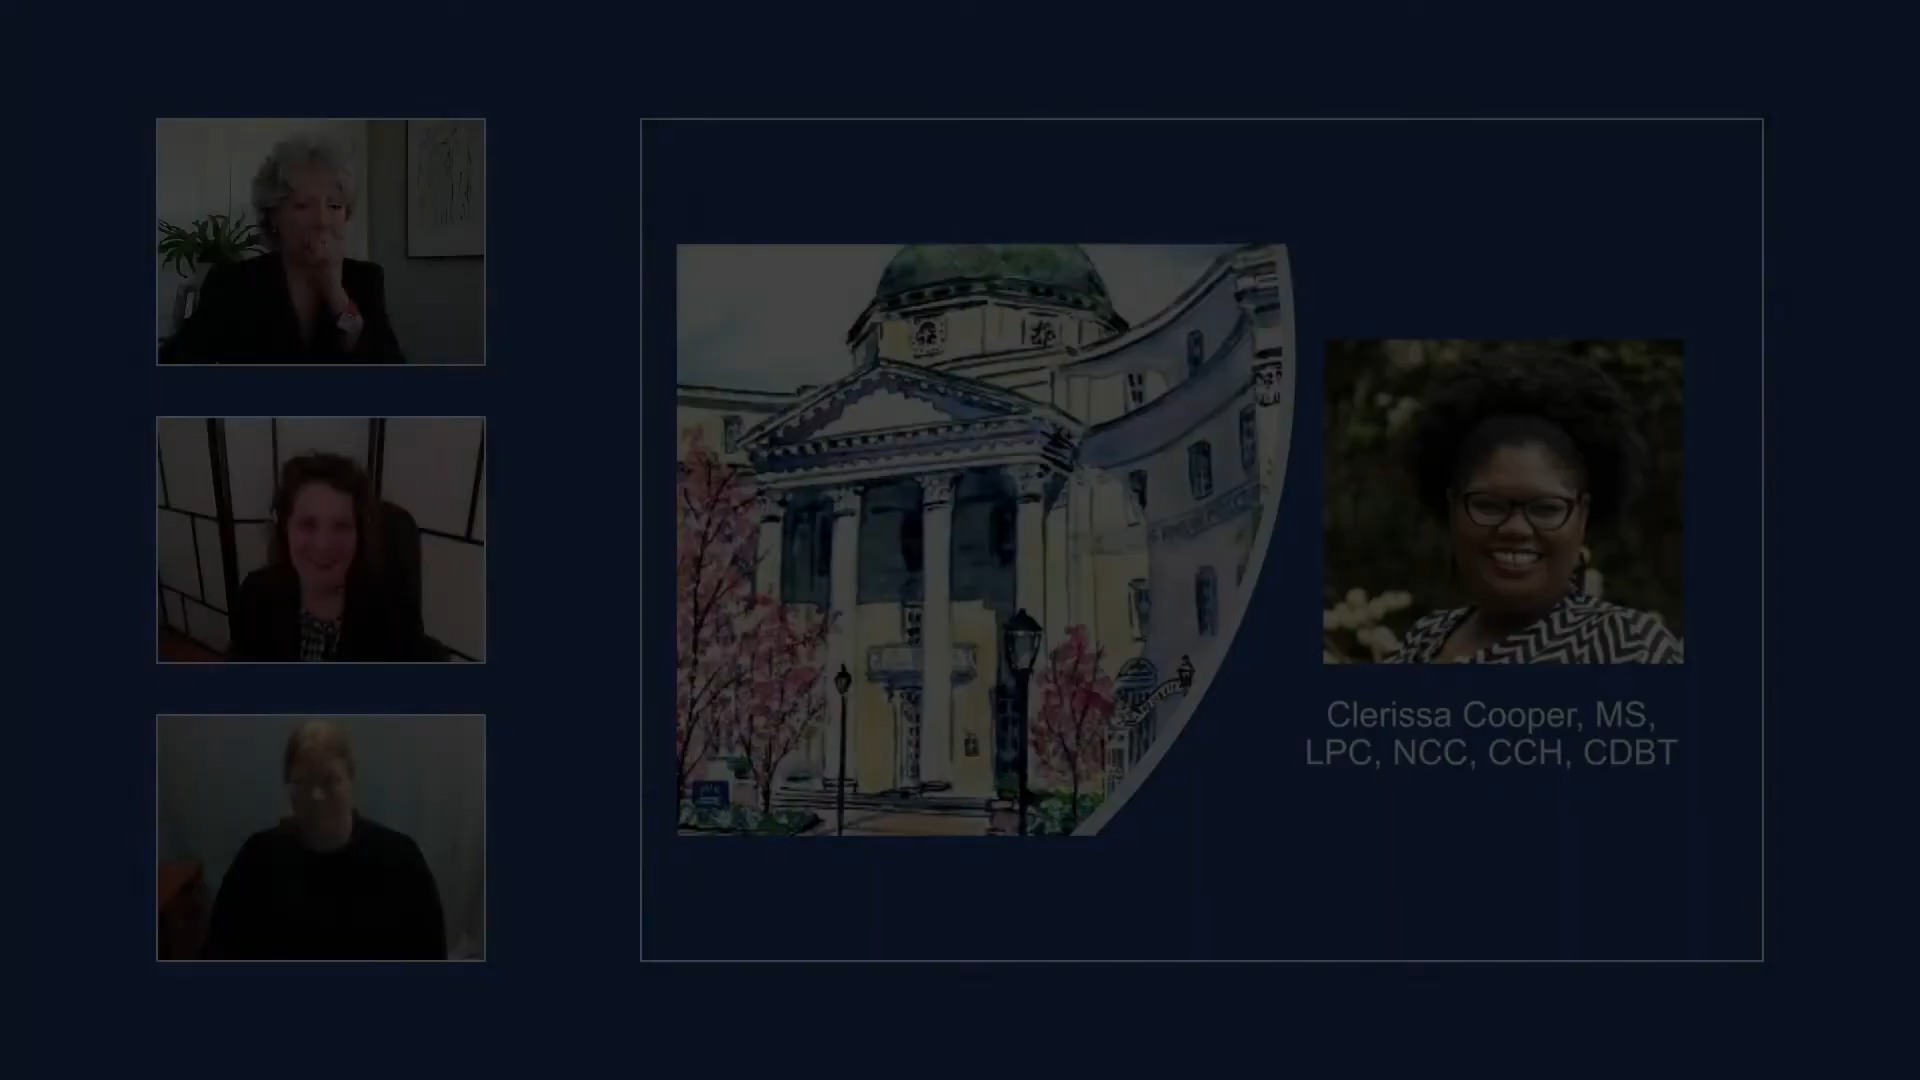 Clerissa Cooper, MS,
LPC, NCC, CCH, CDBT